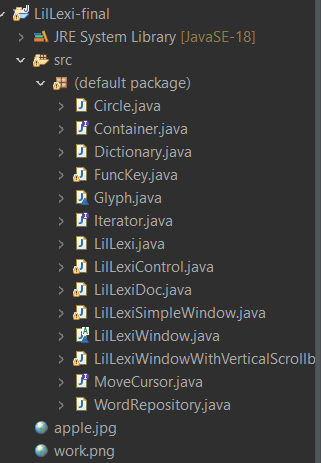 LilLexi-final
JRE System Library [JavaSE-18]
src
(default package)
Circle.java
Container.java
Dictionary.java
FuncKey.java
Glyph.java
Iterator.java
LilLexi.java
LilLexiControl.java
LilLexiDoc.java
LilLexiSimpleWindow.java
LilLexiWindow.java
LilLexiWindowWithVerticalScrollb
MoveCursor.java
WordRepository.java
apple.jpg
work.png